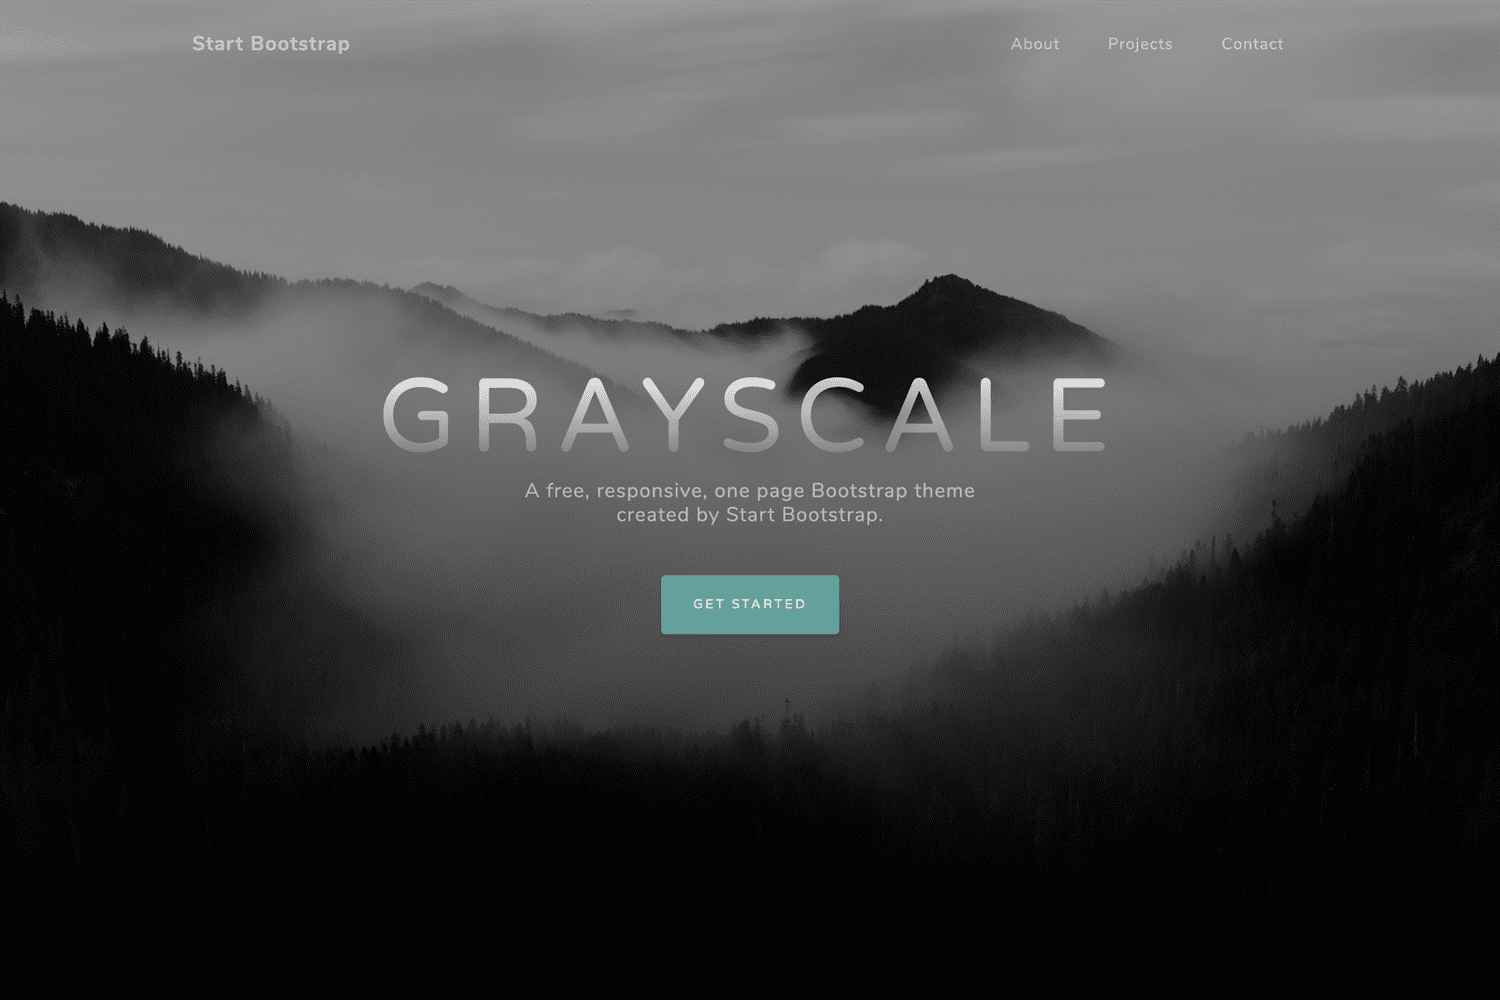 Start Bootstrap
About
Projects
Contact
GRAYSCALE
A free, responsive, one page Bootstrap theme
created by Start Bootstrap.
GET STARTED